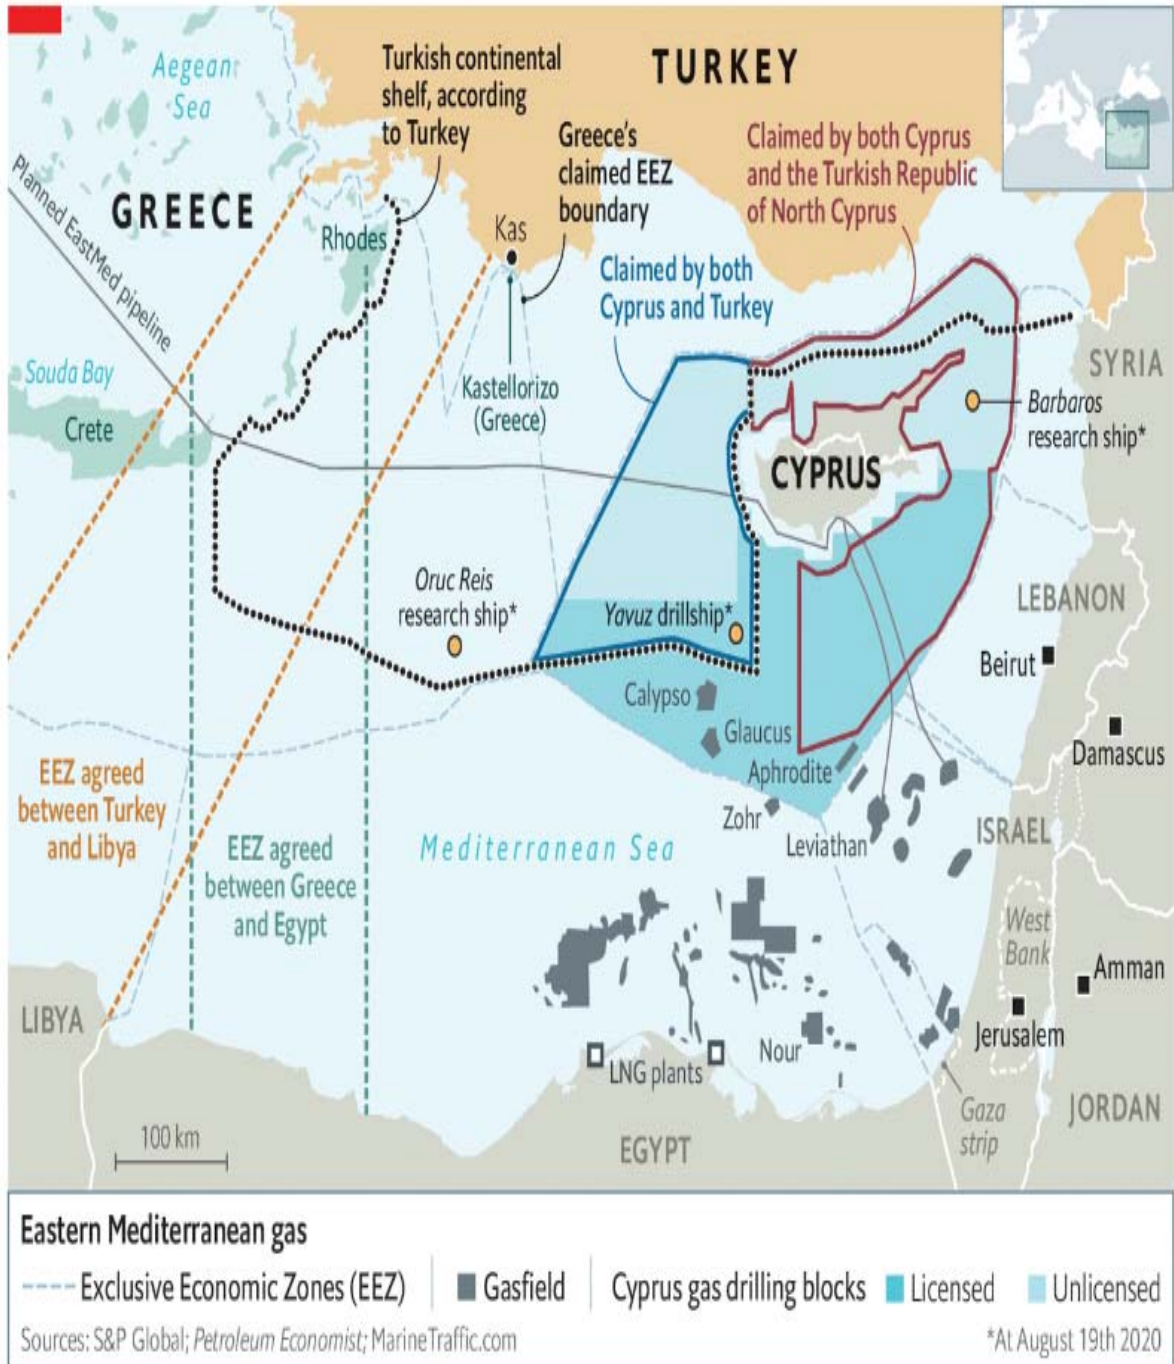 Aegean
Sea
Turkish continental
shelf, according
to Turkey
TURKEY
Greece's
claimed EEZ
boundary
Claimed by both Cyprus
and the Turkish Republic
of North Cyprus
Planned EastMed pipeline
GREECE
Rhodes
Kas
Claimed by both
Cyprus and Turkey
Souda Bay
Crete
Kastellorizo
(Greece)
SYRIA
Barbaros
research ship*
CYPRUS
Oruc Reis
research ship*
Yavuz drillship*
LEBANON
Beirut
Calypso
Glaucus
Aphrodite
Damascus
EEZ agreed
between Turkey
and Libya
Zohr
Leviathan
ISRAEL
EEZ agreed
between Greece
and Egypt
Mediterranean Sea
West
Bank
Amman
LIBYA
Jerusalem
Nour
LNG plants
Gaza
strip
JORDAN
100 km
EGYPT
Eastern Mediterranean gas
Exclusive Economic Zones (EEZ)
Gasfield
Cyprus gas drilling blocks
Licensed
Unlicensed
Sources: S&P Global; Petroleum Economist; MarineTraffic.com
*At August 19th 2020